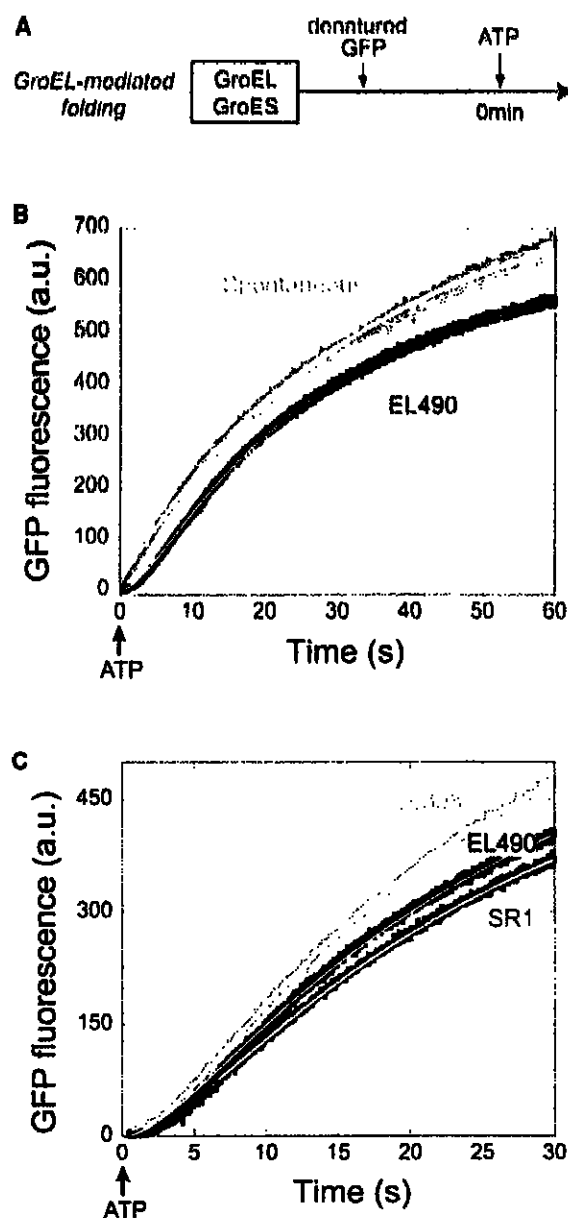 A
GroEL-mediated
folding
GroEL
GroES
denatured
GFP
ATP
0min
B
GFP fluorescence (a.u.)
700
600
500
400
300
200
100
0
Spontaneous
EL490
0 10 20 30 40 50 60
ATP
Time (s)
C
GFP fluorescence (a.u.)
450
300
150
0
EL490
SR1
0 5 10 15 20 25 30
ATP
Time (s)